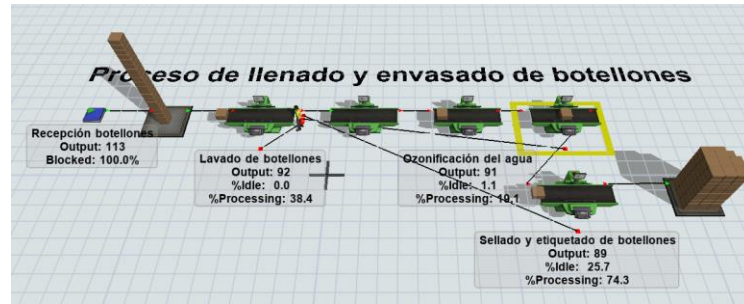 Proceso de llenado y envasado de botellones
Recepción botellones
Output: 113
Blocked: 100.0%
Lavado de botellones
Output: 92
%Idle: 0.0
%Processing: 38.4
Ozonificación del agua
Output: 91
%Idle: 1.1
%Processing: 19.1
Sellado y etiquetado de botellones
Output: 89
%Idle: 25.7
%Processing: 74.3